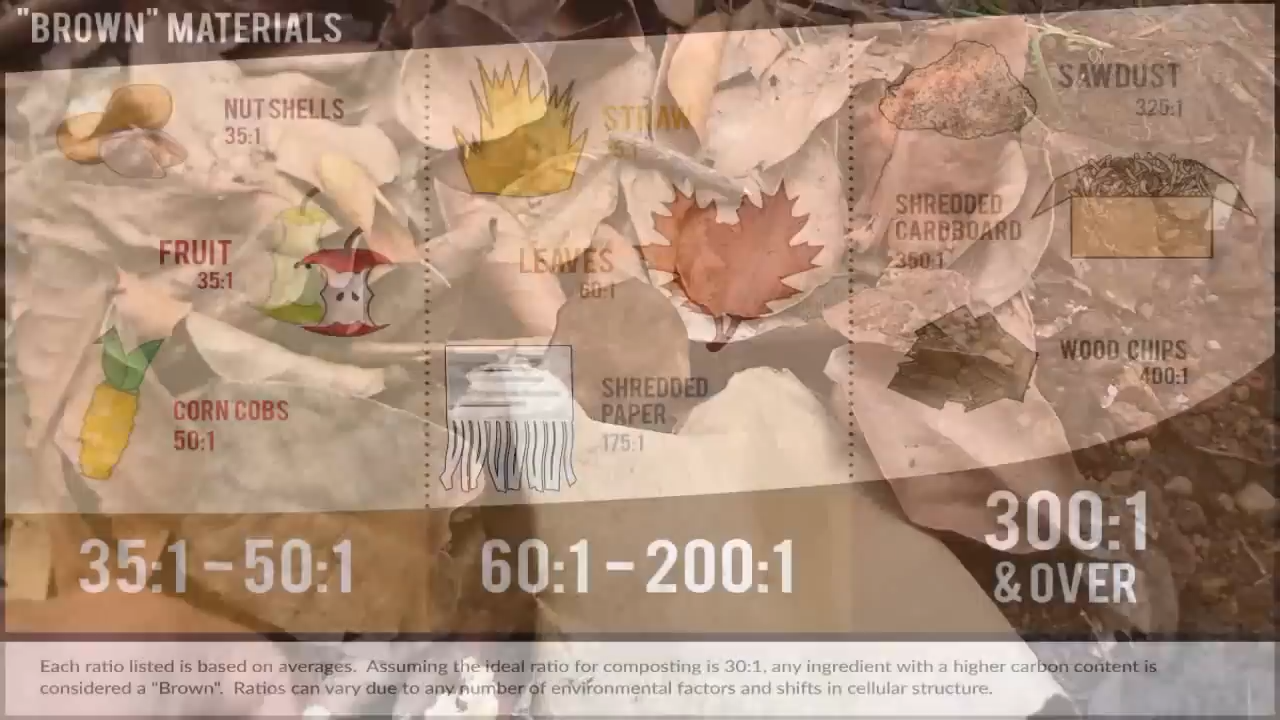 "BROWN" MATERIALS
NUT SHELLS
35:1
FRUIT
35:1
CORN COBS
50:1
STRAW
LEAVES
60:1
SHREDDED
PAPER
175:1
SAWDUST
325:1
SHREDDED
CARDBOARD
350:1
WOOD CHIPS
400:1
35:1 – 50:1
60:1 – 200:1
300:1
& OVER
Each ratio listed is based on averages. Assuming the ideal ratio for composting is 30:1, any ingredient with a higher carbon content is
considered a "Brown". Ratios can vary due to any number of environmental factors and shifts in cellular structure.